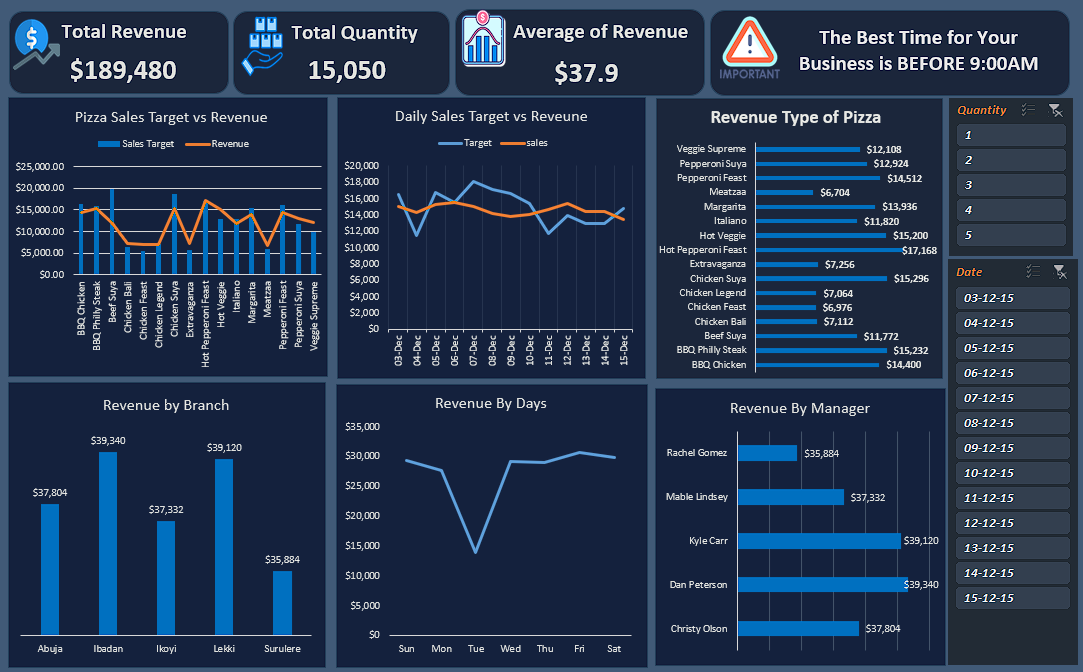 Total Revenue
$189,480
Total Quantity
15,050
$
Average of Revenue
$37.9
IMPORTANT
The Best Time for Your
Business is BEFORE 9:00AM
Pizza Sales Target vs Revenue
Sales Target
Revenue
$25,000.00
$20,000.00
$15,000.00
$10,000.00
$5,000.00
$0.00
BBQ Chicken
BBQ Philly Steak
Beef Suya
Chicken Bali
Chicken Feast
Chicken Legend
Chicken Suya
Extravaganza
Hot Pepperoni Feast
Hot Veggie
Italiano
Margarita
Meatzaa
Pepperoni Feast
Pepperoni Suya
Veggie Supreme
Daily Sales Target vs Reveune
Target
sales
$20,000
$18,000
$16,000
$14,000
$12,000
$10,000
$8,000
$6,000
$4,000
$2,000
$0
03-Dec
04-Dec
05-Dec
06-Dec
07-Dec
08-Dec
09-Dec
10-Dec
11-Dec
12-Dec
13-Dec
14-Dec
15-Dec
Revenue Type of Pizza
Veggie Supreme $12,108
Pepperoni Suya $12,924
Pepperoni Feast $14,512
Meatzaa $6,704
Margarita $13,936
Italiano $11,820
Hot Veggie $15,200
Hot Pepperoni Feast $17,168
Extravaganza $7,256
Chicken Suya $15,296
Chicken Legend $7,064
Chicken Feast $6,976
Chicken Bali $7,112
Beef Suya $11,772
BBQ Philly Steak $15,232
BBQ Chicken $14,400
Quantity
1
2
3
4
5
Date
03-12-15
04-12-15
05-12-15
06-12-15
07-12-15
08-12-15
09-12-15
10-12-15
11-12-15
12-12-15
13-12-15
14-12-15
15-12-15
Revenue by Branch
$37,804
$39,340
$37,332
$39,120
$35,884
Abuja Ibadan Ikoyi Lekki Surulere
Revenue By Days
$35,000
$30,000
$25,000
$20,000
$15,000
$10,000
$5,000
$0
Sun Mon Tue Wed Thu Fri Sat
Revenue By Manager
Rachel Gomez $35,884
Mable Lindsey $37,332
Kyle Carr $39,120
Dan Peterson $39,340
Christy Olson $37,804